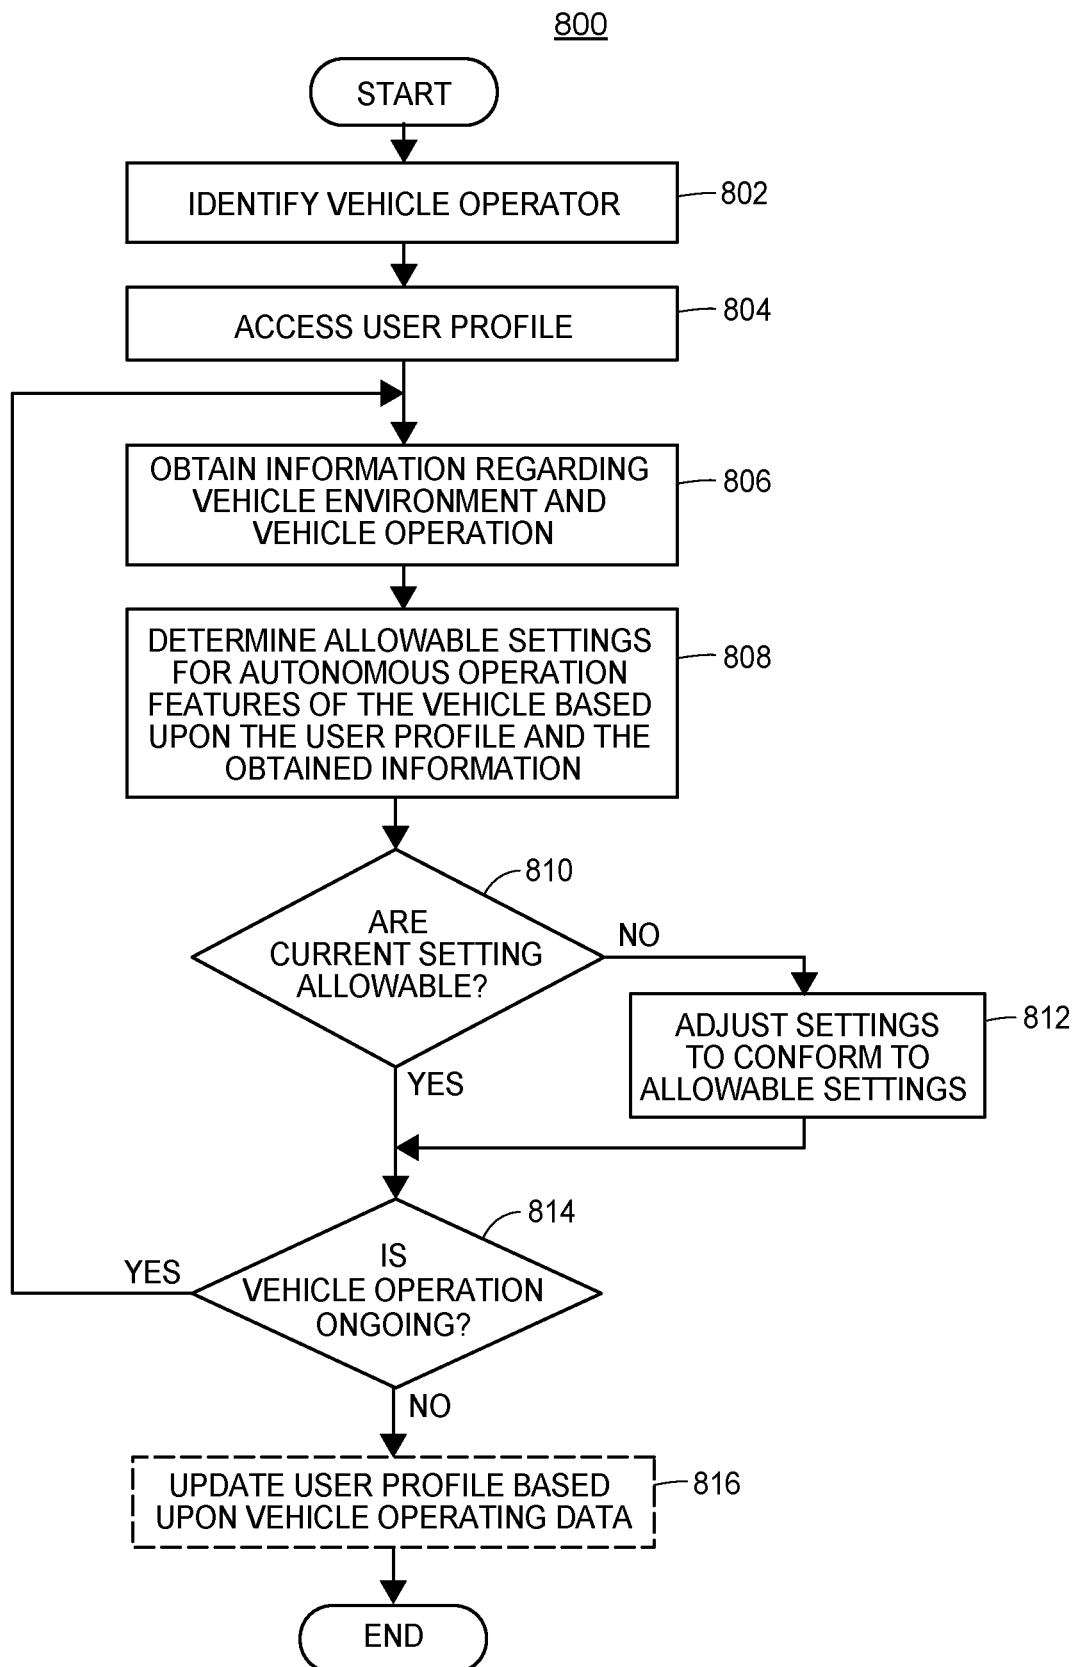 800
START
IDENTIFY VEHICLE OPERATOR
802
ACCESS USER PROFILE
804
OBTAIN INFORMATION REGARDING
VEHICLE ENVIRONMENT AND
VEHICLE OPERATION
806
DETERMINE ALLOWABLE SETTINGS
FOR AUTONOMOUS OPERATION
FEATURES OF THE VEHICLE BASED
UPON THE USER PROFILE AND THE
OBTAINED INFORMATION
808
ARE
CURRENT SETTING
ALLOWABLE?
810
NO
ADJUST SETTINGS
TO CONFORM TO
ALLOWABLE SETTINGS
812
YES
IS
VEHICLE OPERATION
ONGOING?
814
YES
NO
UPDATE USER PROFILE BASED
UPON VEHICLE OPERATING DATA
816
END